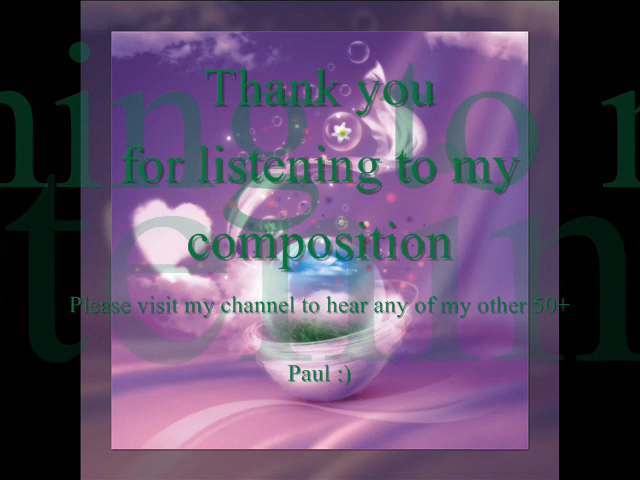 Thank you
for listening to my
composition
Please visit my channel to hear any of my other 50+
Paul :)